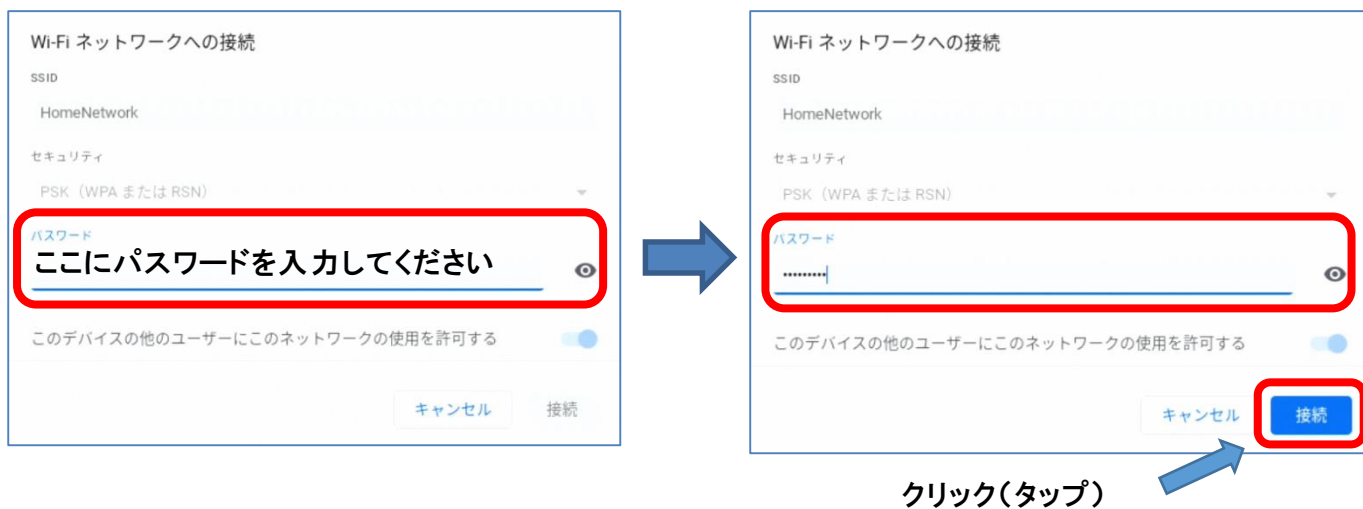 Wi-Fi ネットワークへの接続
SSID
HomeNetwork
セキュリティ
PSK（WPA または RSN）
パスワード
ここにパスワードを入力してください
このデバイスの他のユーザーにこのネットワークの使用を許可する
キャンセル 接続
Wi-Fi ネットワークへの接続
SSID
HomeNetwork
セキュリティ
PSK（WPA または RSN）
パスワード
•••••••••
このデバイスの他のユーザーにこのネットワークの使用を許可する
キャンセル 接続
クリック（タップ）